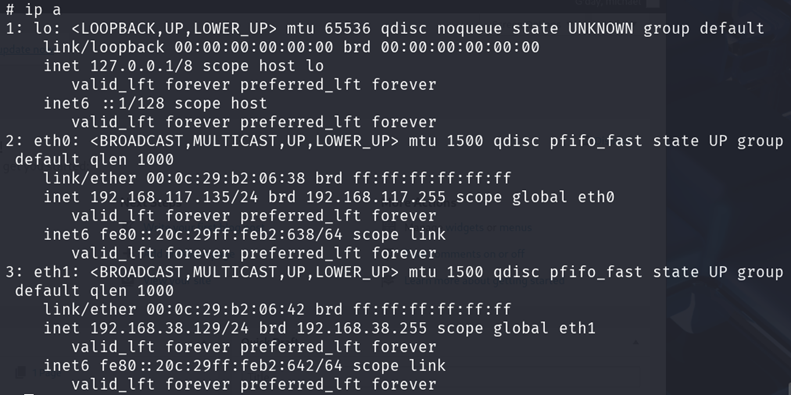 # ip a
1: lo: <LOOPBACK,UP,LOWER_UP> mtu 65536 qdisc noqueue state UNKNOWN group default
link/loopback 00:00:00:00:00:00 brd 00:00:00:00:00:00
inet 127.0.0.1/8 scope host lo
valid_lft forever preferred_lft forever
inet6 ::1/128 scope host
valid_lft forever preferred_lft forever
2: eth0: <BROADCAST,MULTICAST,UP,LOWER_UP> mtu 1500 qdisc pfifo_fast state UP group
default qlen 1000
link/ether 00:0c:29:b2:06:38 brd ff:ff:ff:ff:ff:ff
inet 192.168.117.135/24 brd 192.168.117.255 scope global eth0
valid_lft forever preferred_lft forever
inet6 fe80::20c:29ff:feb2:638/64 scope link
valid_lft forever preferred_lft forever
3: eth1: <BROADCAST,MULTICAST,UP,LOWER_UP> mtu 1500 qdisc pfifo_fast state UP group
default qlen 1000
link/ether 00:0c:29:b2:06:42 brd ff:ff:ff:ff:ff:ff
inet 192.168.38.129/24 brd 192.168.38.255 scope global eth1
valid_lft forever preferred_lft forever
inet6 fe80::20c:29ff:feb2:642/64 scope link
valid_lft forever preferred_lft forever